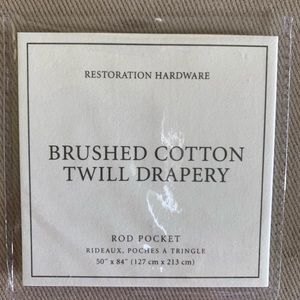 RESTORATION HARDWARE
BRUSHED COTTON
TWILL DRAPERY
ROD POCKET
RIDEAUX, POCHES À TRINGLE
50" x 84" (127 cm x 213 cm)